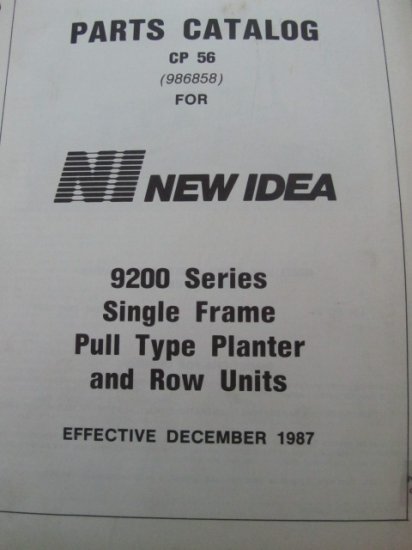 PARTS CATALOG
CP 56
(986858)
FOR
NI NEW IDEA
9200 Series
Single Frame
Pull Type Planter
and Row Units
EFFECTIVE DECEMBER 1987